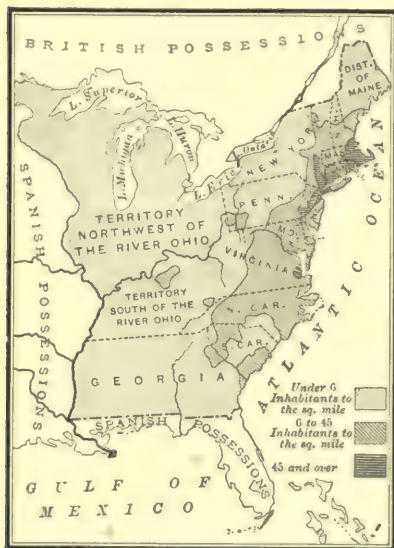 BRITISH POSSESSIONS
DIST.
OF
MAINE
L. Superior
L. Huron
L. Michigan
Ontario
L. Erie
NEW YORK
MAS
PENN.
TERRITORY
NORTHWEST OF
THE RIVER OHIO
VIRGINIA
SPANISH POSSESSIONS
TERRITORY
SOUTH OF THE
RIVER OHIO
N. CAR.
S. CAR.
GEORGIA
ATLANTIC OCEAN
SPANISH POSSESSIONS
GULF OF
MEXICO
Under 6
Inhabitants to
the sq. mile
6 to 45
Inhabitants to
the sq. mile
45 and over